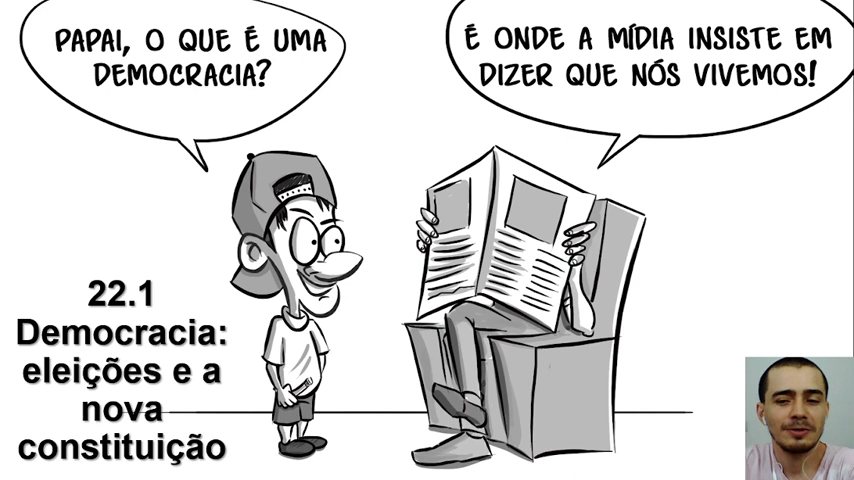 PAPAI, O QUE É UMA
DEMOCRACIA?
É ONDE A MÍDIA INSISTE EM
DIZER QUE NÓS VIVEMOS!
22.1
Democracia:
eleições e a
nova
constituição